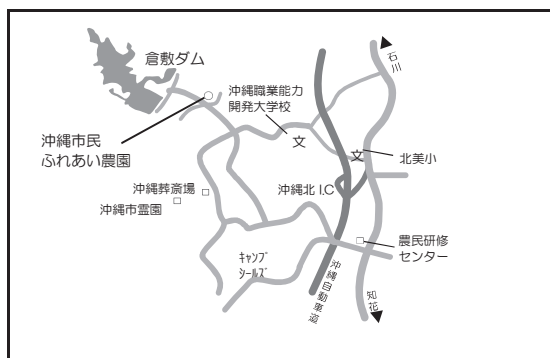 倉敷ダム
石川
沖縄職業能力
開発大学校
文
沖縄市民
ふれあい農園
文
北美小
沖縄葬斎場
沖縄北I.C
沖縄市霊園
農民研修
センター
キャンプ
シールズ
沖縄自動車道
知花